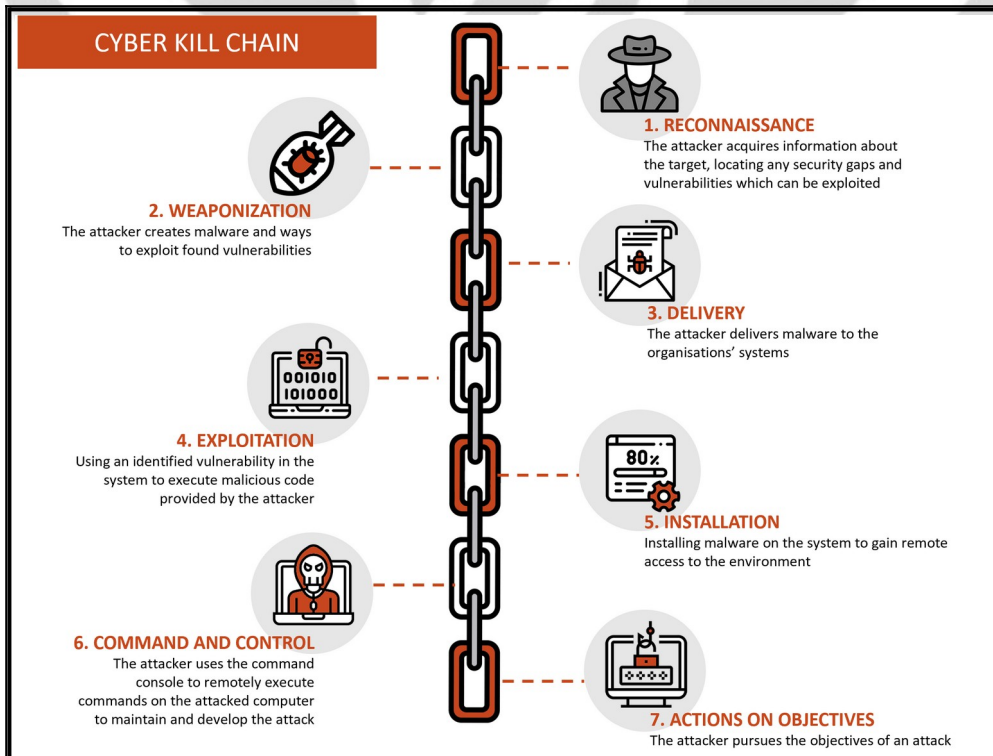 CYBER KILL CHAIN
1. RECONNAISSANCE
The attacker acquires information about
the target, locating any security gaps and
vulnerabilities which can be exploited
2. WEAPONIZATION
The attacker creates malware and ways
to exploit found vulnerabilities
3. DELIVERY
The attacker delivers malware to the
organisations' systems
001010
101000
4. EXPLOITATION
Using an identified vulnerability in the
system to execute malicious code
provided by the attacker
80%
5. INSTALLATION
Installing malware on the system to gain remote
access to the environment
6. COMMAND AND CONTROL
The attacker uses the command
console to remotely execute
commands on the attacked computer
to maintain and develop the attack
7. ACTIONS ON OBJECTIVES
The attacker pursues the objectives of an attack